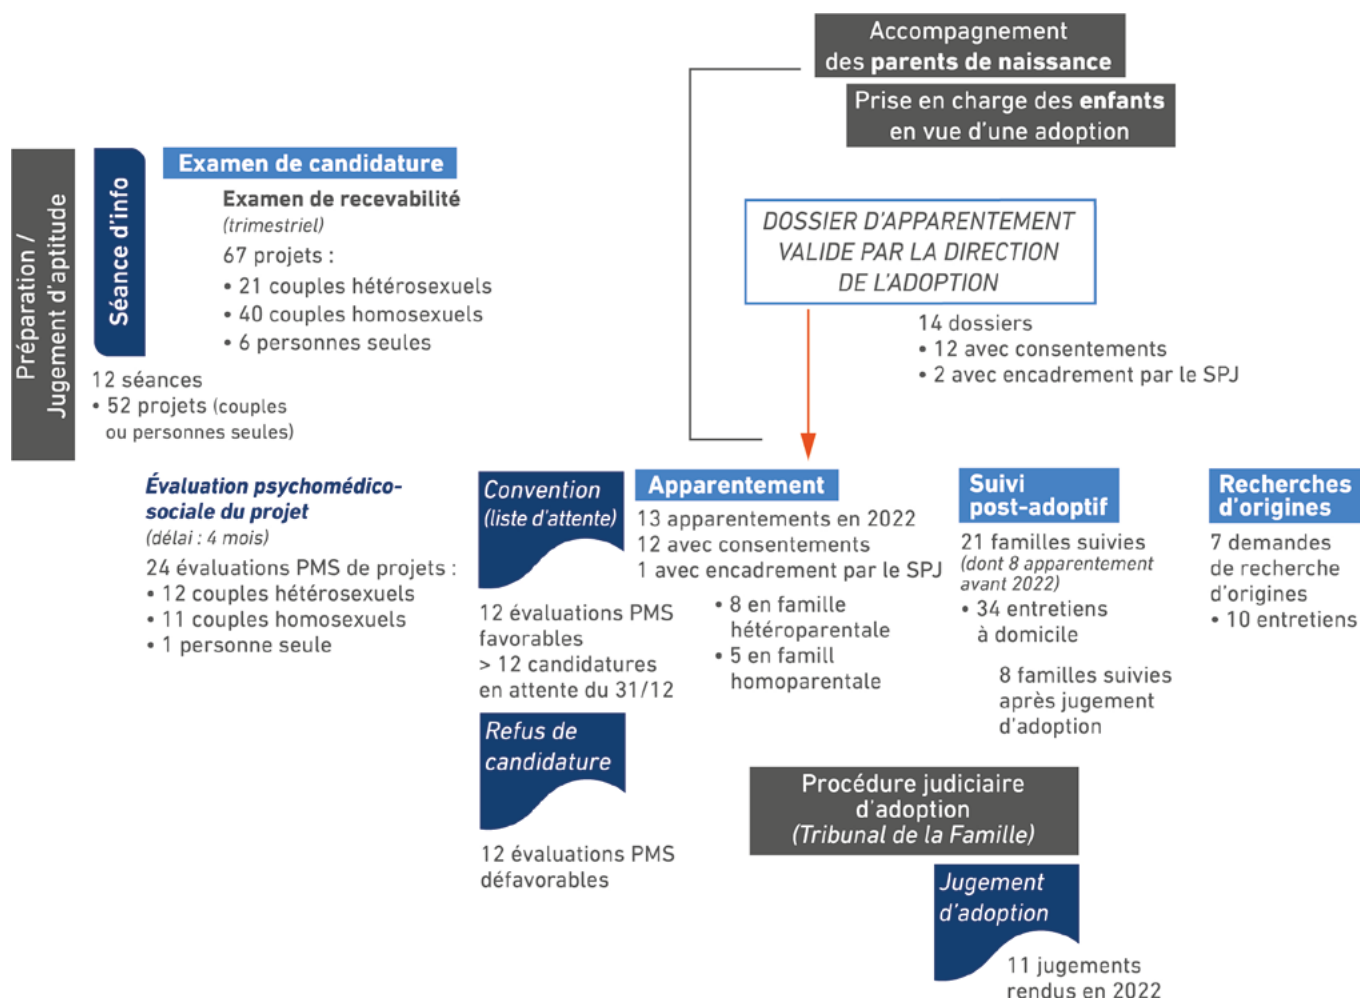 Accompagnement
des parents de naissance
Prise en charge des enfants
en vue d'une adoption
Préparation /
Jugement d'aptitude
Séance d'info
12 séances
• 52 projets (couples
ou personnes seules)
Examen de candidature
Examen de recevabilité
(trimestriel)
67 projets :
• 21 couples hétérosexuels
• 40 couples homosexuels
• 6 personnes seules
DOSSIER D'APPARENTEMENT
VALIDE PAR LA DIRECTION
DE L'ADOPTION
14 dossiers
• 12 avec consentements
• 2 avec encadrement par le SPJ
Évaluation psychomédico-
sociale du projet
(délai : 4 mois)
24 évaluations PMS de projets :
• 12 couples hétérosexuels
• 11 couples homosexuels
• 1 personne seule
Convention
(liste d'attente)
12 évaluations PMS
favorables
> 12 candidatures
en attente du 31/12
Refus de
candidature
12 évaluations PMS
défavorables
Apparentement
13 apparentements en 2022
12 avec consentements
1 avec encadrement par le SPJ
• 8 en famille
hétéroparentale
• 5 en famill
homoparentale
Suivi
post-adoptif
21 familles suivies
(dont 8 apparentement
avant 2022)
• 34 entretiens
à domicile
8 familles suivies
après jugement
d'adoption
Recherches
d'origines
7 demandes
de recherche
d'origines
• 10 entretiens
Procédure judiciaire
d'adoption
(Tribunal de la Famille)
Jugement
d'adoption
11 jugements
rendus en 2022